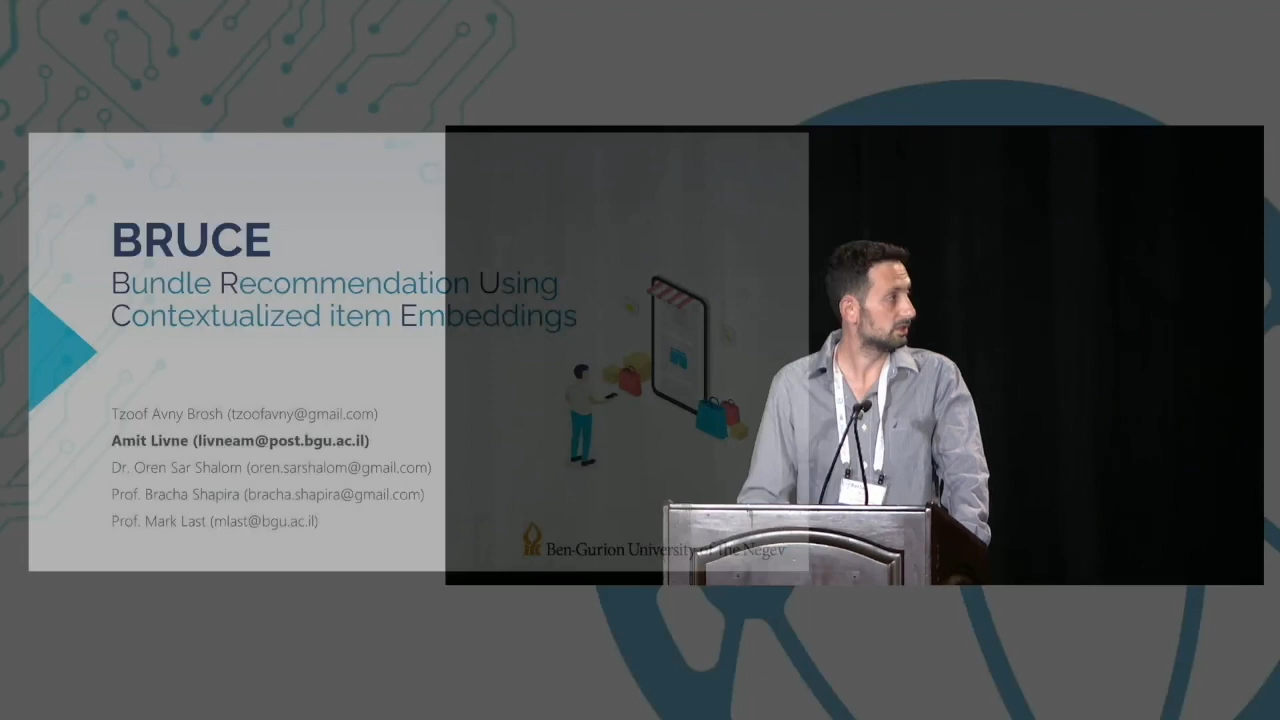 BRUCE
Bundle Recommendation Using
Contextualized item Embeddings
Tzoof Avny Brosh (tzoofavny@gmail.com)
Amit Livne (livneam@post.bgu.ac.il)
Dr. Oren Sar Shalom (oren.sarshalom@gmail.com)
Prof. Bracha Shapira (bracha.shapira@gmail.com)
Prof. Mark Last (mlast@bgu.ac.il)
Ben-Gurion University of The Negev